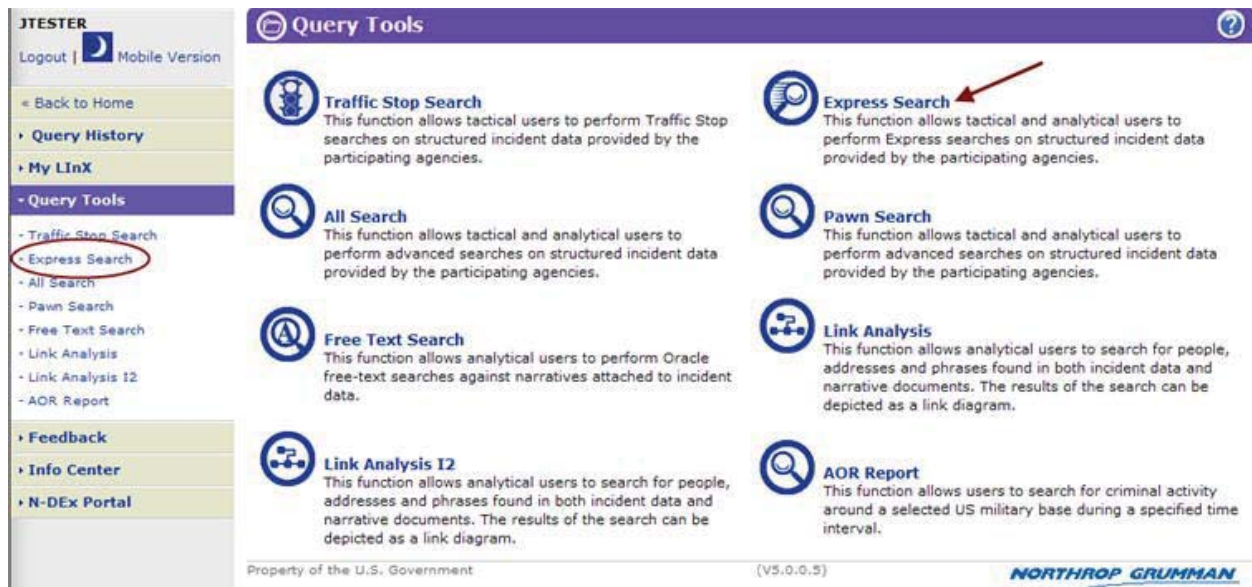 JTESTER
Logout | Mobile Version
« Back to Home
Query History
My LInX
- Query Tools
- Traffic Stop Search
- Express Search
- All Search
- Pawn Search
- Free Text Search
- Link Analysis
- Link Analysis I2
- AOR Report
Feedback
Info Center
N-DEx Portal
Query Tools
?
Traffic Stop Search
This function allows tactical users to perform Traffic Stop
searches on structured incident data provided by the
participating agencies.
Express Search
This function allows tactical and analytical users to
perform Express searches on structured incident data
provided by the participating agencies.
All Search
This function allows tactical and analytical users to
perform advanced searches on structured incident data
provided by the participating agencies.
Pawn Search
This function allows tactical and analytical users to
perform advanced searches on structured incident data
provided by the participating agencies.
A
Free Text Search
This function allows analytical users to perform Oracle
free-text searches against narratives attached to incident
data.
Link Analysis
This function allows analytical users to search for people,
addresses and phrases found in both incident data and
narrative documents. The results of the search can be
depicted as a link diagram.
Link Analysis I2
This function allows analytical users to search for people,
addresses and phrases found in both incident data and
narrative documents. The results of the search can be
depicted as a link diagram.
AOR Report
This function allows users to search for criminal activity
around a selected US military base during a specified time
interval.
Property of the U.S. Government
(V5.0.0.5)
NORTHROP GRUMMAN